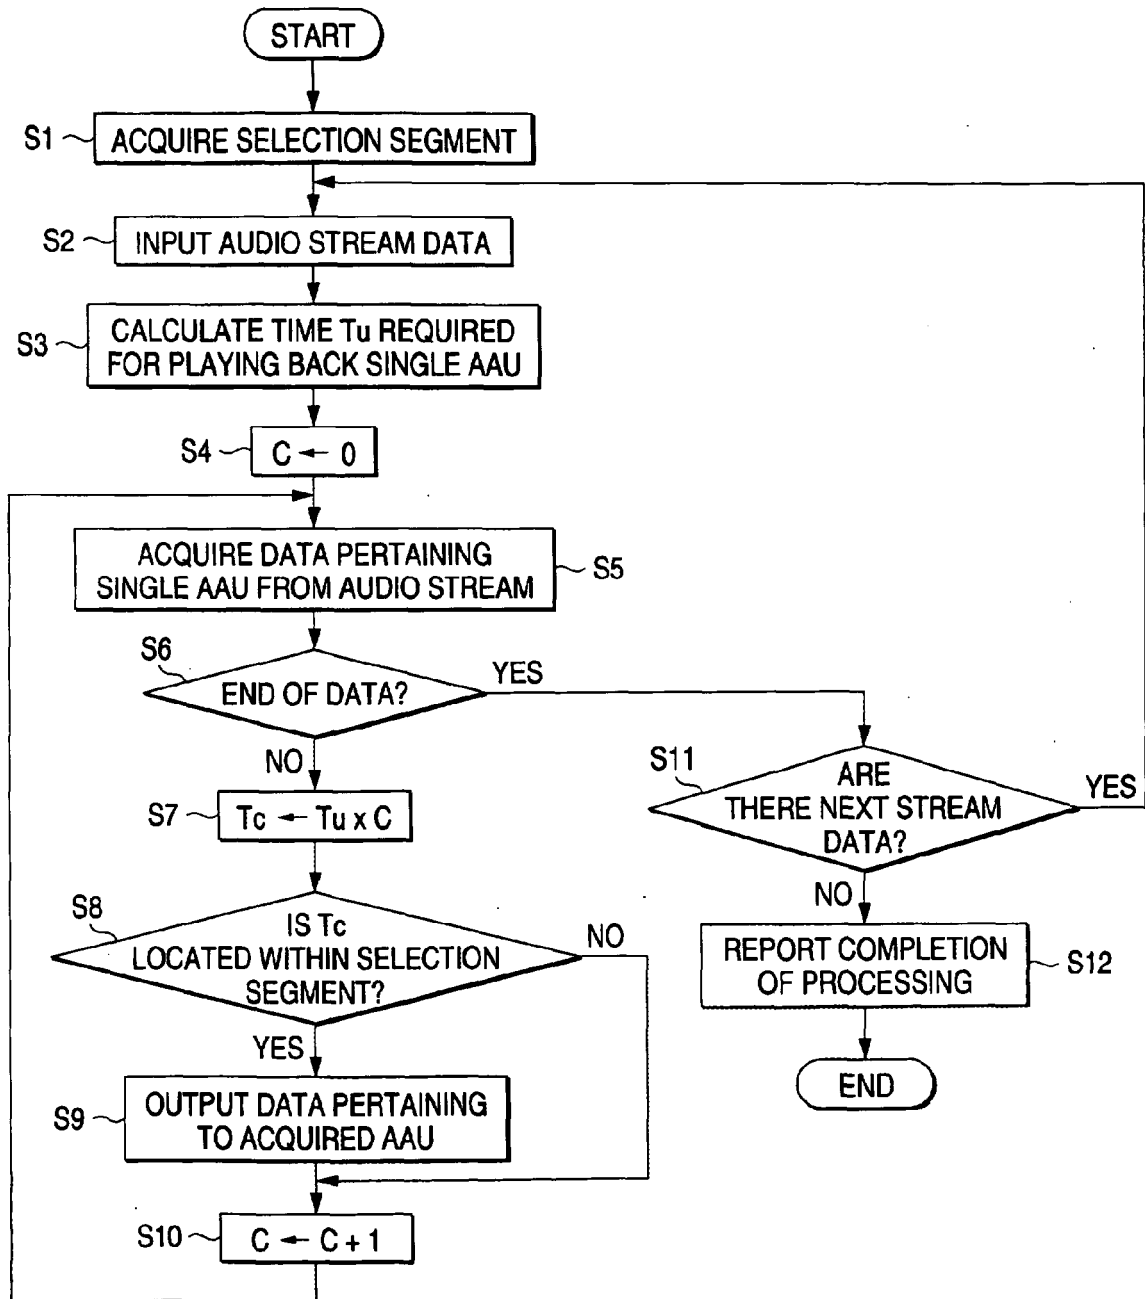 START
S1
ACQUIRE SELECTION SEGMENT
S2
INPUT AUDIO STREAM DATA
S3
CALCULATE TIME Tu REQUIRED
FOR PLAYING BACK SINGLE AAU
S4
C ← 0
ACQUIRE DATA PERTAINING
SINGLE AAU FROM AUDIO STREAM
S5
S6
END OF DATA?
YES
NO
S7
Tc ← Tu x C
S8
IS Tc
LOCATED WITHIN SELECTION
SEGMENT?
NO
YES
S9
OUTPUT DATA PERTAINING
TO ACQUIRED AAU
S10
C ← C + 1
S11
ARE
THERE NEXT STREAM
DATA?
YES
NO
REPORT COMPLETION
OF PROCESSING
S12
END